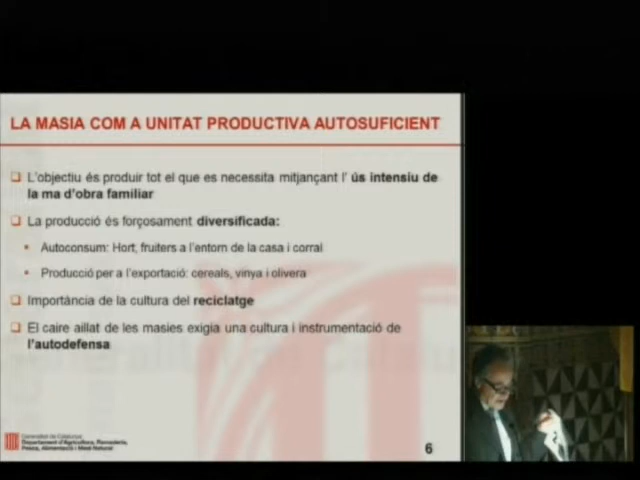 LA MASIA COM A UNITAT PRODUCTIVA AUTOSUFICIENT
L'objectiu és produir tot el que es necessita mitjançant l' ús intensiu de
la ma d'obra familiar
La producció és forçosament diversificada:
Autoconsum: Hort, fruiters a l'entorn de la casa i corral
Producció per a l'exportació: cereals, vinya i olivera
Importància de la cultura del reciclatge
El caire aïllat de les masies exigia una cultura i instrumentació de
l'autodefensa
Generalitat de Catalunya
Departament d'Agricultura, Ramaderia,
Pesca, Alimentació i Medi Natural
6